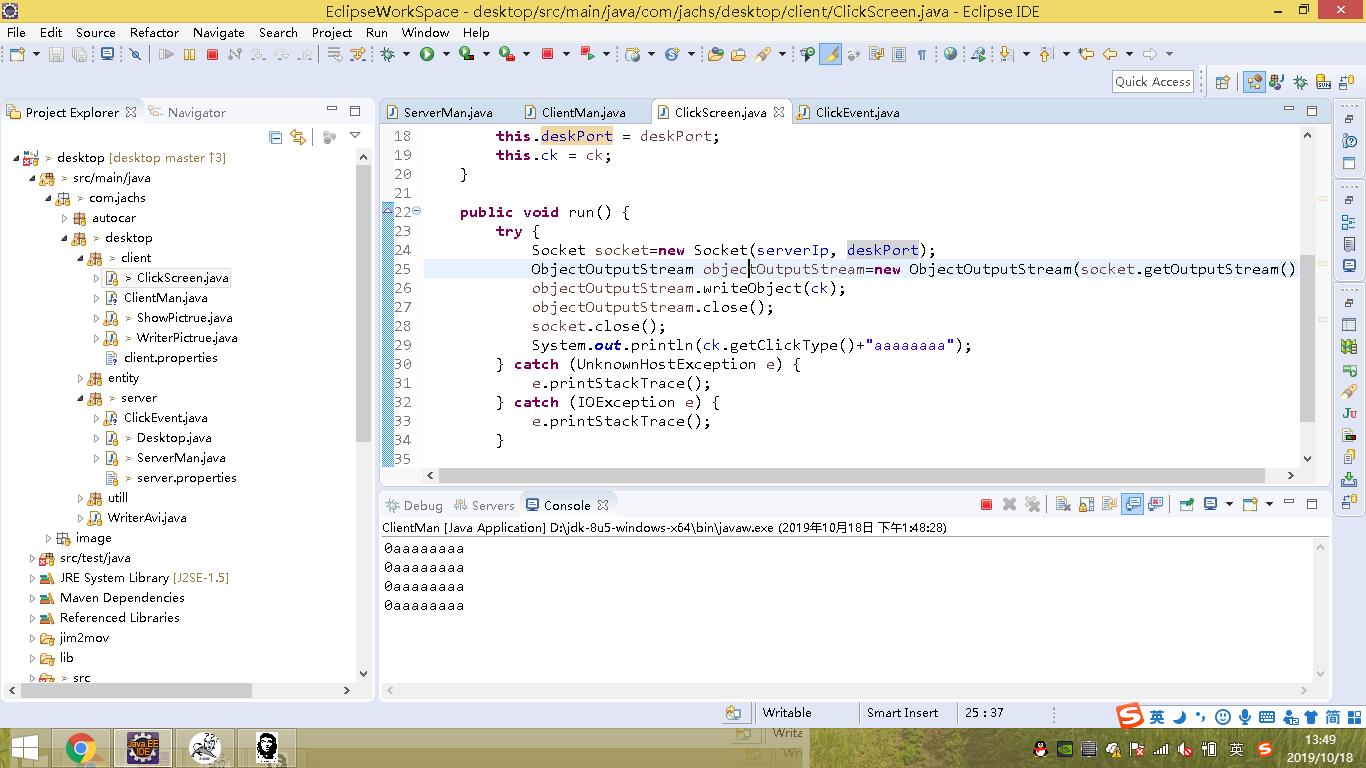 EclipseWorkSpace - desktop/src/main/java/com/jachs/desktop/client/ClickScreen.java - Eclipse IDE
File Edit Source Refactor Navigate Search Project Run Window Help
Quick Access
Project Explorer
Navigator
> desktop [desktop master ↑3]
> src/main/java
> com.jachs
autocar
> desktop
> client
> ClickScreen.java
ClientMan.java
> ShowPictrue.java
> WriterPictrue.java
client.properties
entity
> server
ClickEvent.java
> Desktop.java
> ServerMan.java
> server.properties
utill
WriterAvi.java
image
src/test/java
JRE System Library [J2SE-1.5]
Maven Dependencies
Referenced Libraries
jim2mov
lib
> src
ServerMan.java ClientMan.java ClickScreen.java ClickEvent.java
18 this.deskPort = deskPort;
19 this.ck = ck;
20 }
21
22 public void run() {
23 try {
24 Socket socket=new Socket(serverIp, deskPort);
25 ObjectOutputStream objectOutputStream=new ObjectOutputStream(socket.getOutputStream()
26 objectOutputStream.writeObject(ck);
27 objectOutputStream.close();
28 socket.close();
29 System.out.println(ck.getClickType()+"aaaaaaaa");
30 } catch (UnknownHostException e) {
31 e.printStackTrace();
32 } catch (IOException e) {
33 e.printStackTrace();
34 }
35
Debug Servers Console
ClientMan [Java Application] D:\jdk-8u5-windows-x64\bin\javaw.exe (2019年10月18日 下午1:48:28)
0aaaaaaaa
0aaaaaaaa
0aaaaaaaa
0aaaaaaaa
Writable Smart Insert 25 : 37
英 简
Java EE
IDE
英
13:49
2019/10/18